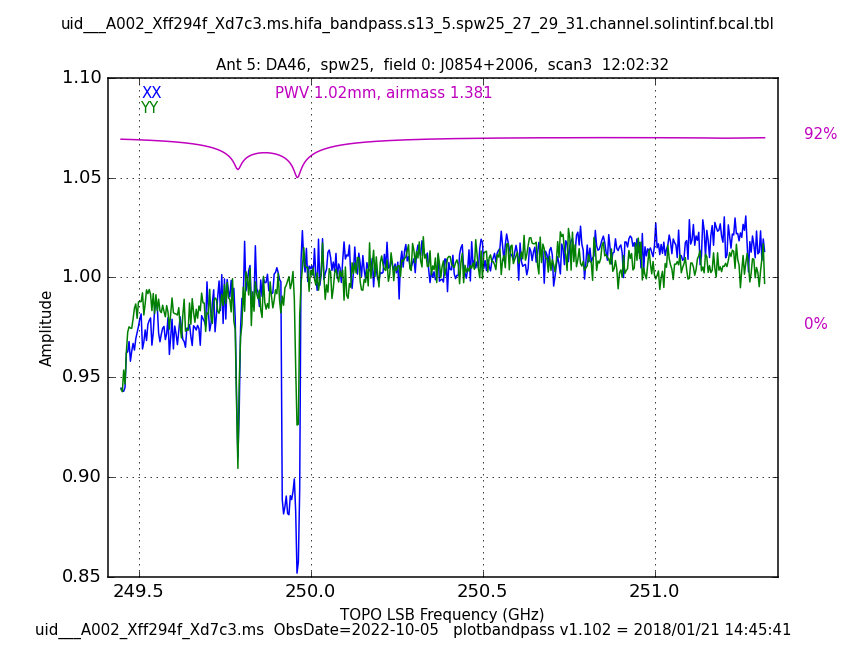 uid___A002_Xff294f_Xd7c3.ms.hifa_bandpass.s13_5.spw25_27_29_31.channel.solintinf.bcal.tbl
Ant 5: DA46,  spw25,  field 0: J0854+2006,  scan3  12:02:32
XX
YY
PWV 1.02mm, airmass 1.381
92%
0%
1.10
1.05
1.00
0.95
0.90
0.85
Amplitude
249.5 250.0 250.5 251.0
TOPO LSB Frequency (GHz)
uid___A002_Xff294f_Xd7c3.ms  ObsDate=2022-10-05   plotbandpass v1.102 = 2018/01/21 14:45:41